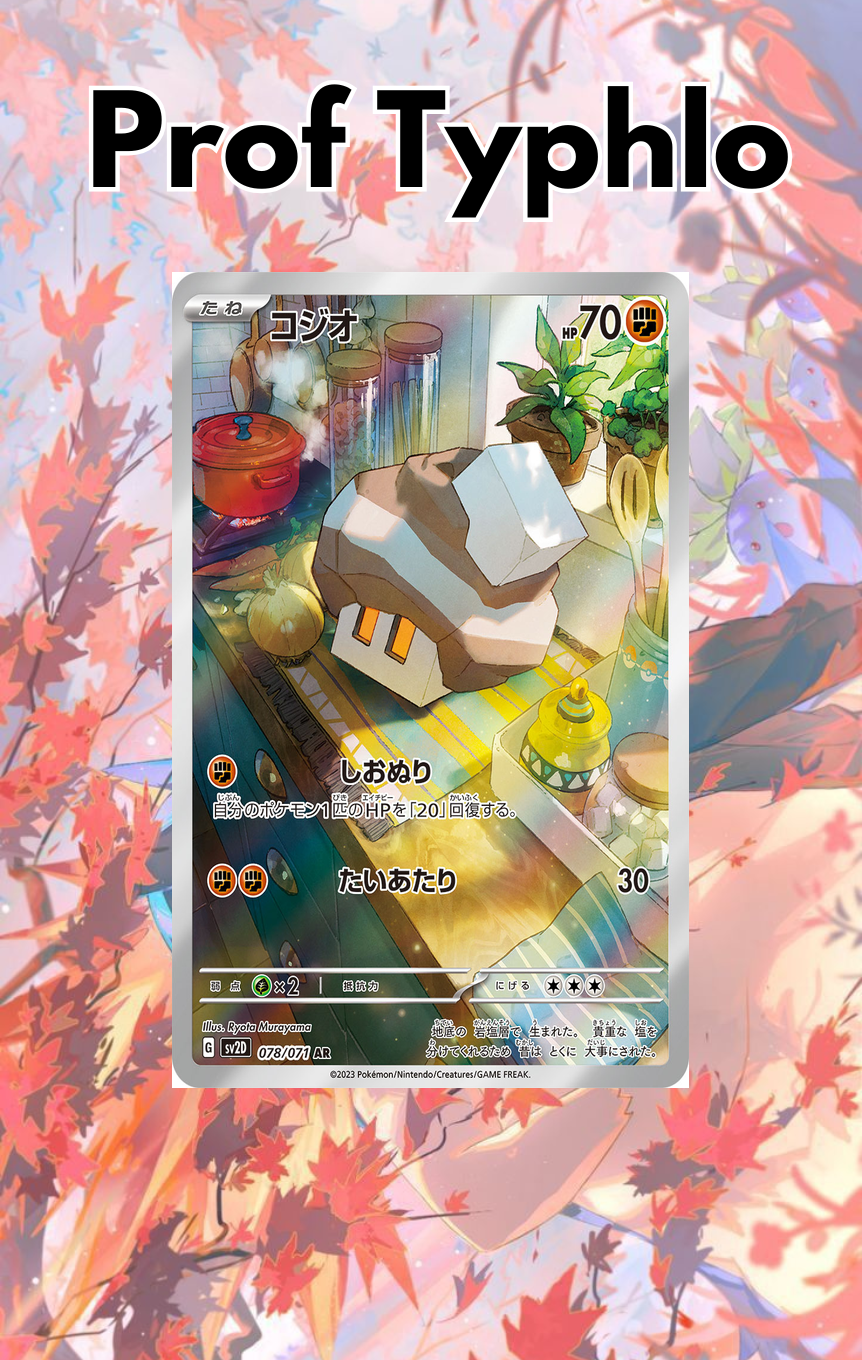 Prof Typhlo
たね コジオ HP70
しおぬり
自分のポケモン1匹のHPを「20」回復する。
たいあたり 30
弱点 ×2 抵抗力 にげる
Illus. Ryota Murayama
G sv2D 078/071 AR
地底の 岩塩層で 生まれた。 貴重な 塩を
分けてくれるため 昔は とくに 大事にされた。
©2023 Pokémon/Nintendo/Creatures/GAME FREAK.